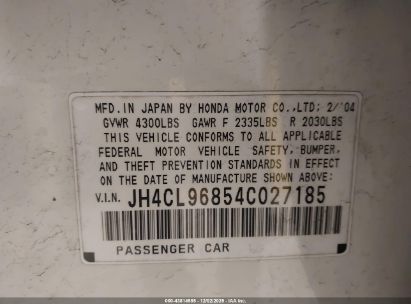 MFD. IN JAPAN BY HONDA MOTOR CO.,LTD; 2/'04
GVWR 4300LBS GAWR F 2335LBS R 2030LBS
THIS VEHICLE CONFORMS TO ALL APPLICABLE
FEDERAL MOTOR VEHICLE SAFETY, BUMPER,
AND THEFT PREVENTION STANDARDS IN EFFECT
ON THE DATE OF MANUFACTURE SHOWN ABOVE:
V.I.N. JH4CL96854C027185
PASSENGER CAR